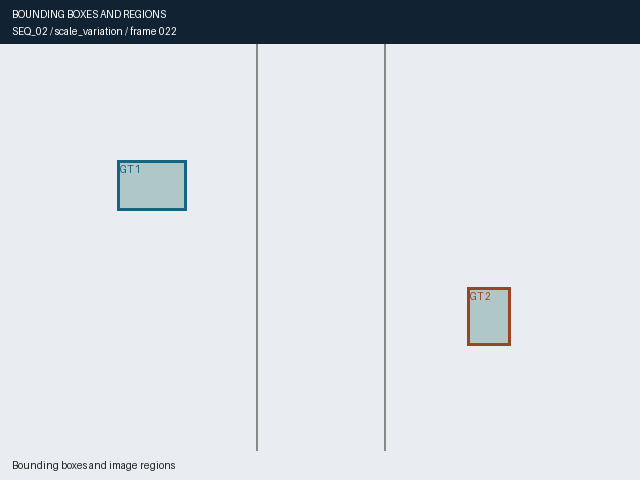 BOUNDING BOXES AND REGIONS
SEQ_02 / scale_variation / frame 022
GT1
GT2
Bounding boxes and image regions